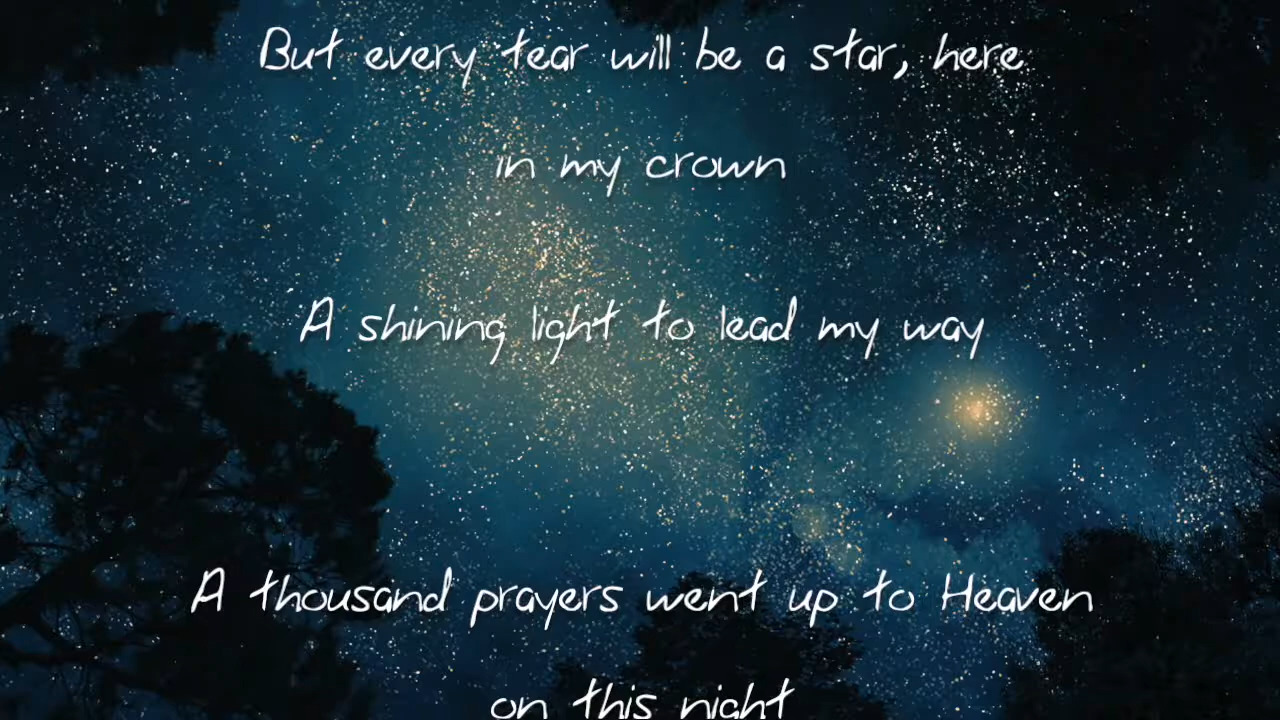 But every tear will be a star, here
in my crown
A shining light to lead my way
A thousand prayers went up to Heaven
on this night